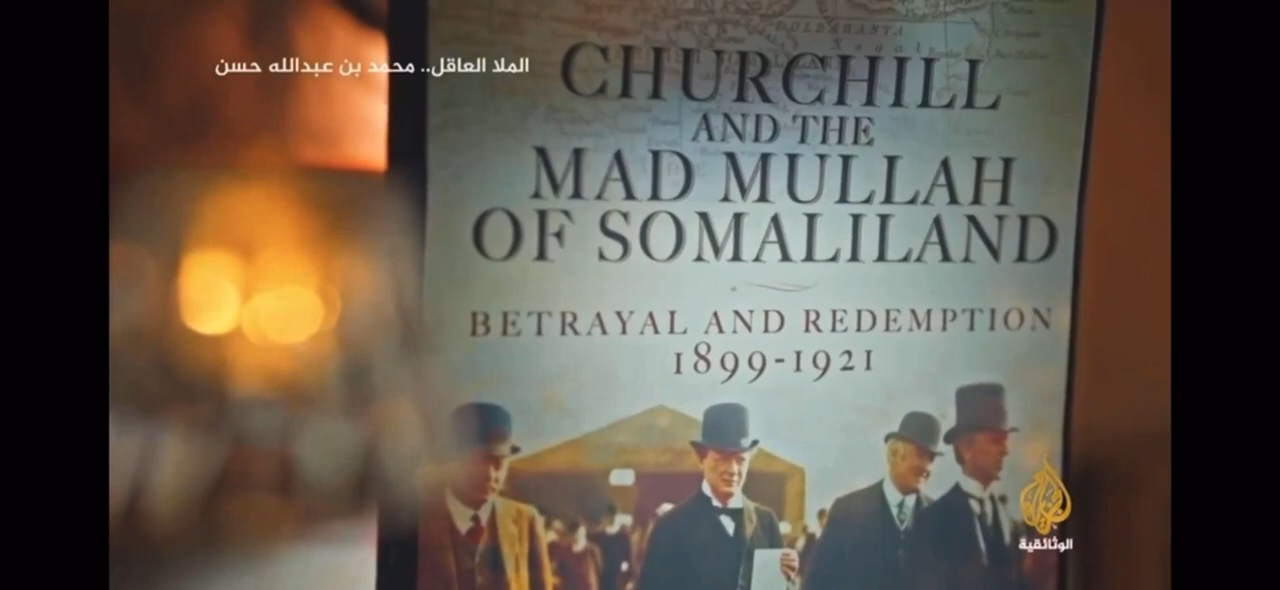 الملا العاقل.. محمد بن عبدالله حسن
CHURCHILL
AND THE
MAD MULLAH
OF SOMALILAND
BETRAYAL AND REDEMPTION
1899-1921
الوثائقية